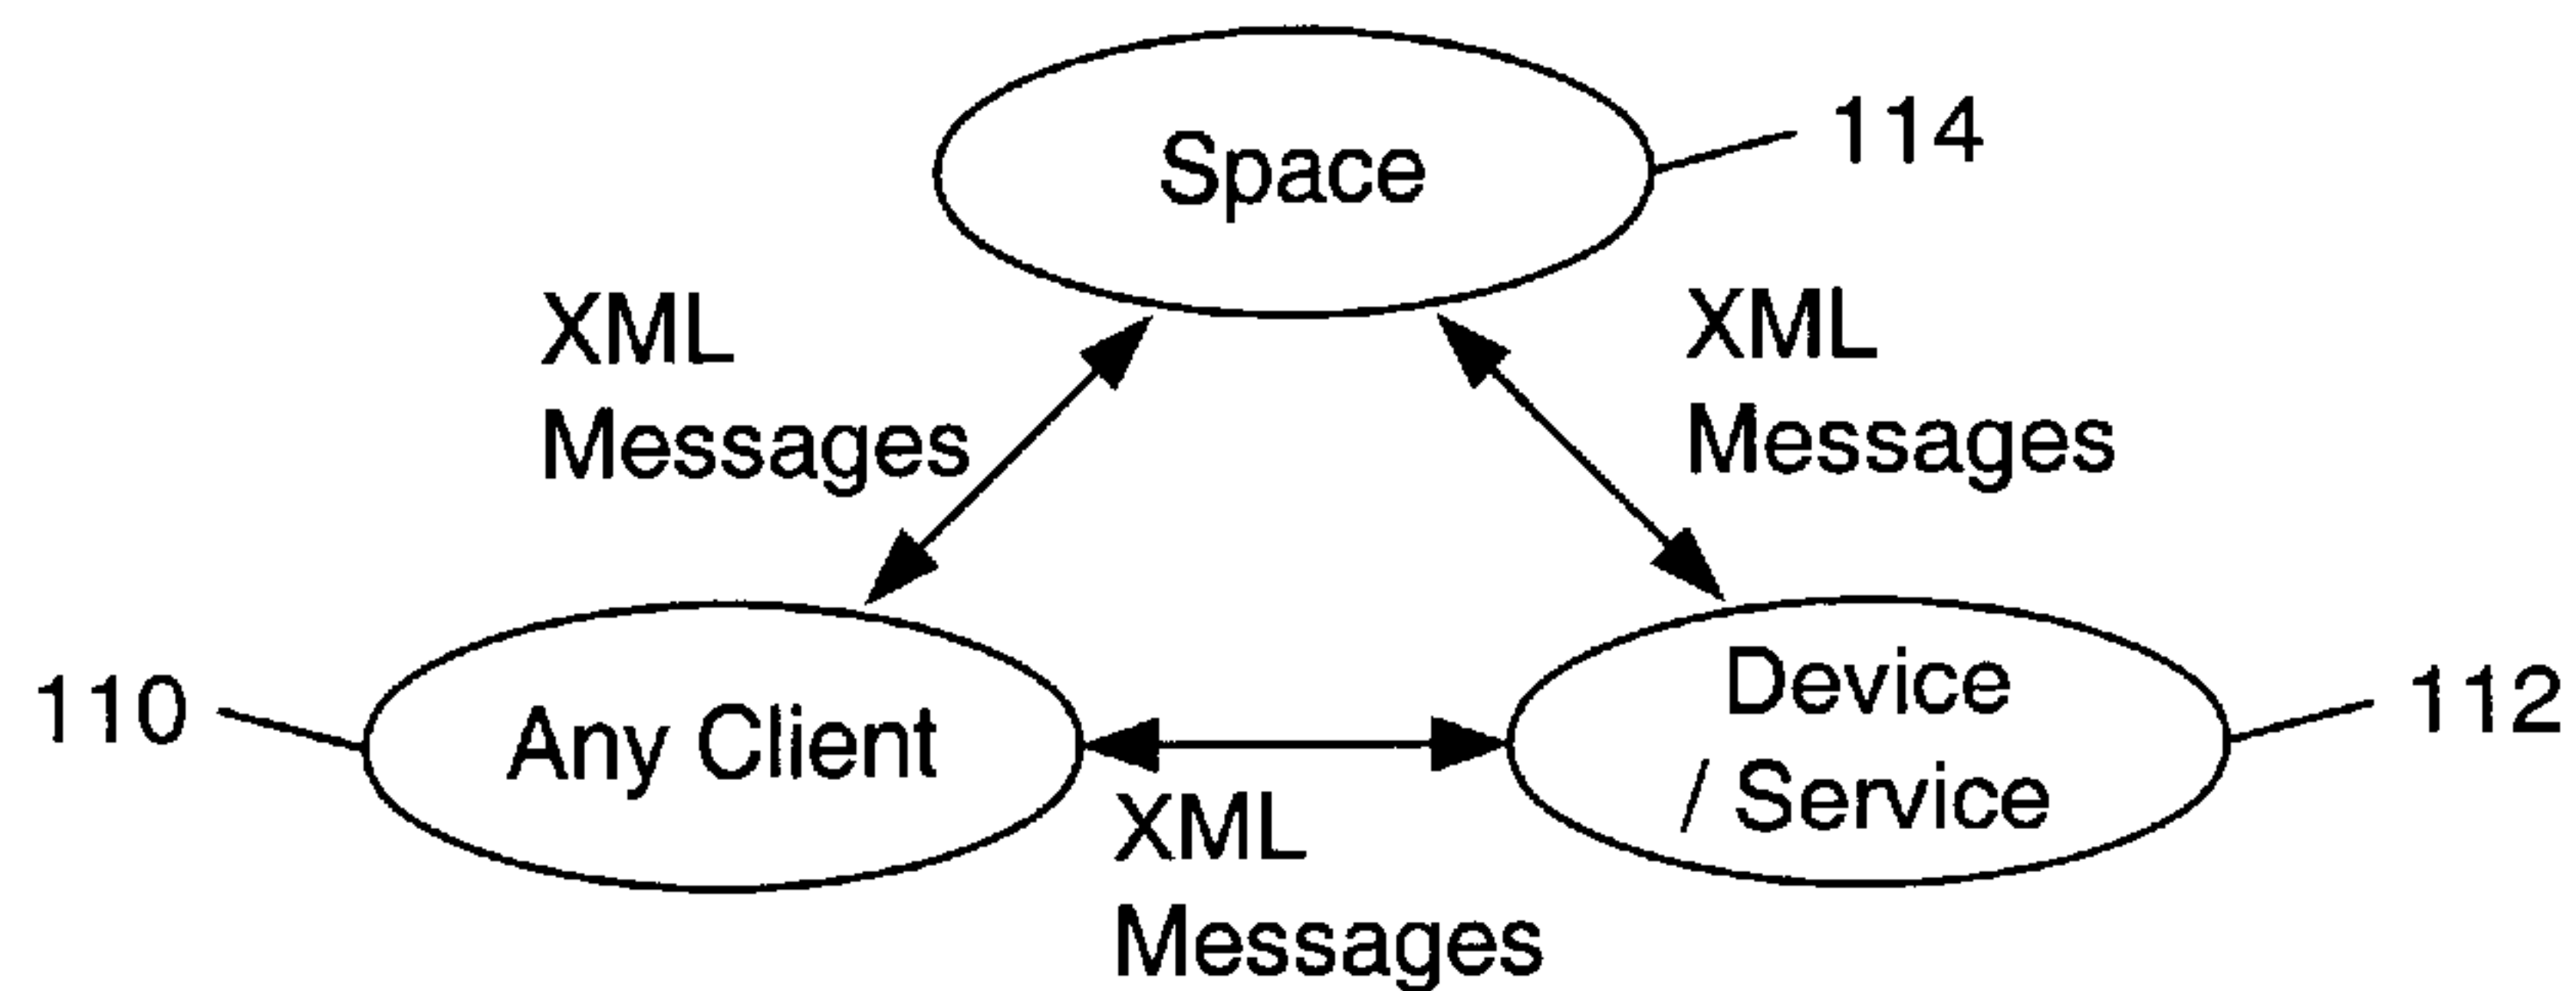 Space
114
XML
Messages
XML
Messages
110
Any Client
Device
/ Service
112
XML
Messages